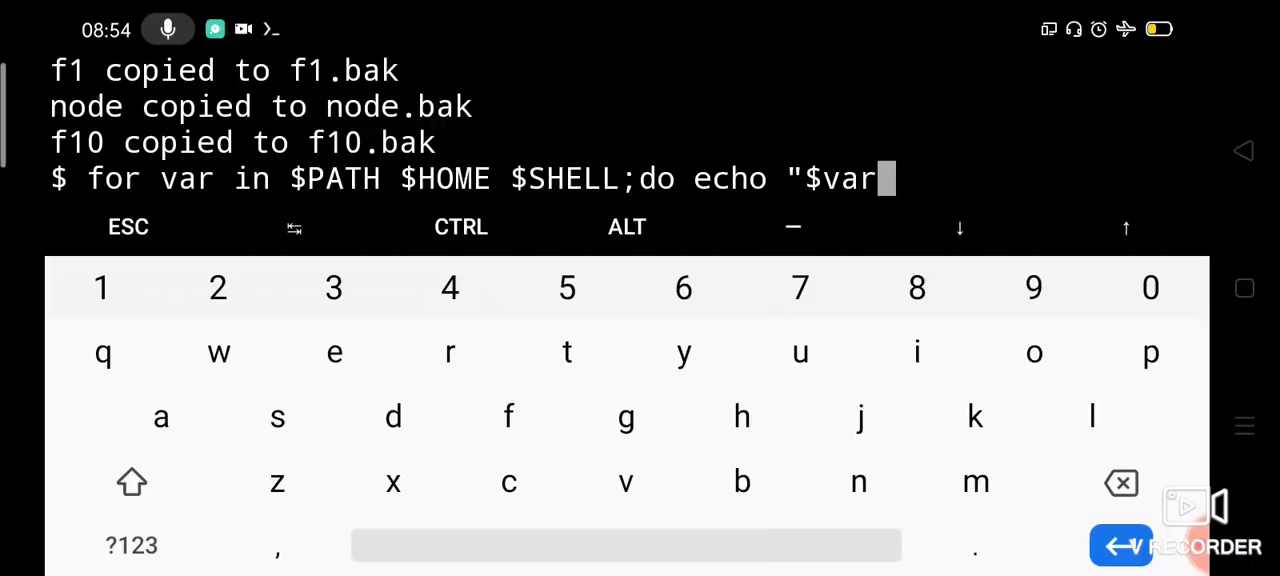 08:54
f1 copied to f1.bak
node copied to node.bak
f10 copied to f10.bak
$ for var in $PATH $HOME $SHELL;do echo "$var
ESC ↹ CTRL ALT — ↓ ↑
1 2 3 4 5 6 7 8 9 0
q w e r t y u i o p
a s d f g h j k l
z x c v b n m
?123 , .
V RECORDER